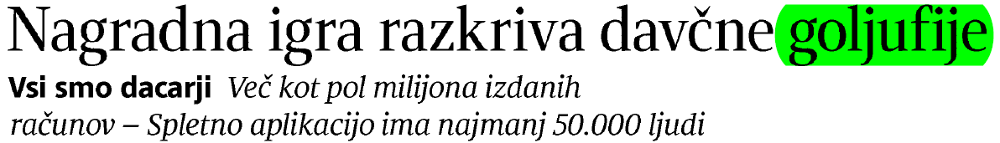 Nagradna igra razkriva davčne goljufije
Vsi smo dacarji Več kot pol milijona izdanih
računov – Spletno aplikacijo ima najmanj 50.000 ljudi